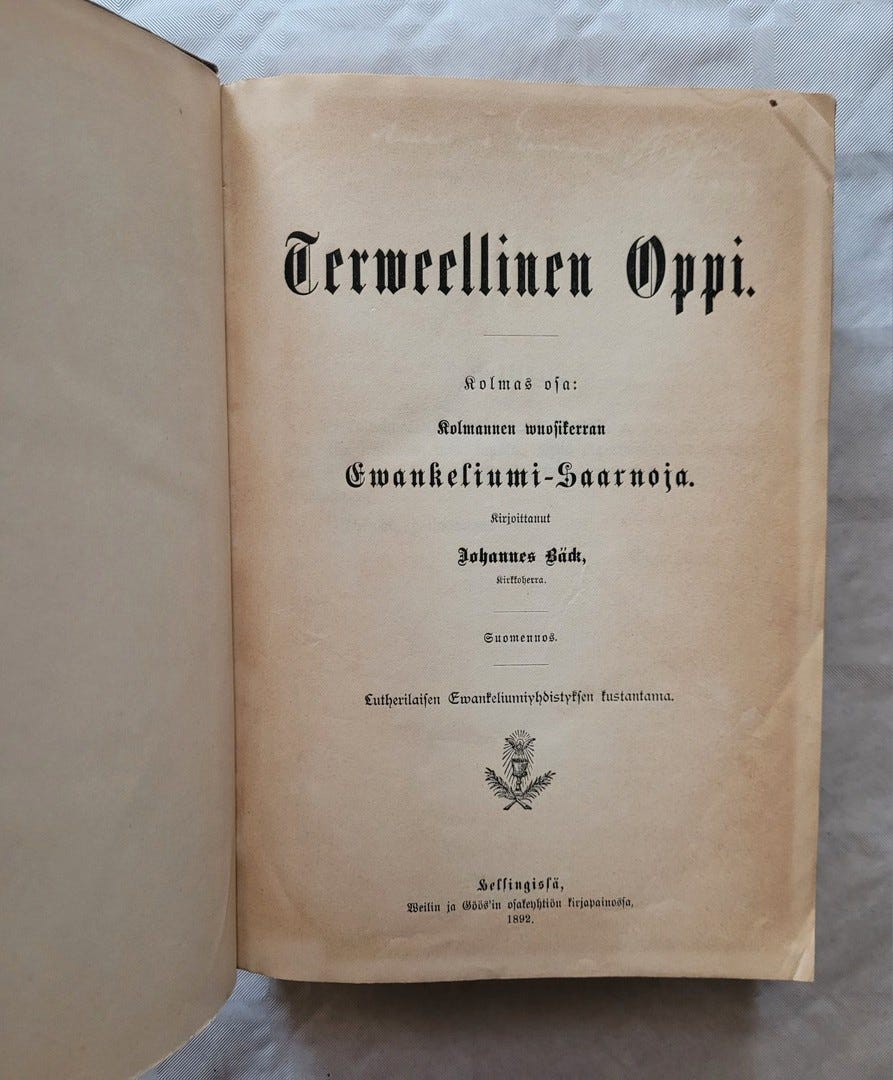 Terweellinen Oppi.
Kolmas osa:
Kolmannen wuosikerran
Ewankeliumi-Saarnoja.
Kirjoittanut
Johannes Bäck,
Kirkkoherra.
Suomennos.
Lutherilaisen Ewankeliumiyhdistyksen kustantama.
Helsingissä,
Weilin ja Göös'in osakeyhtiön kirjapainossa,
1892.